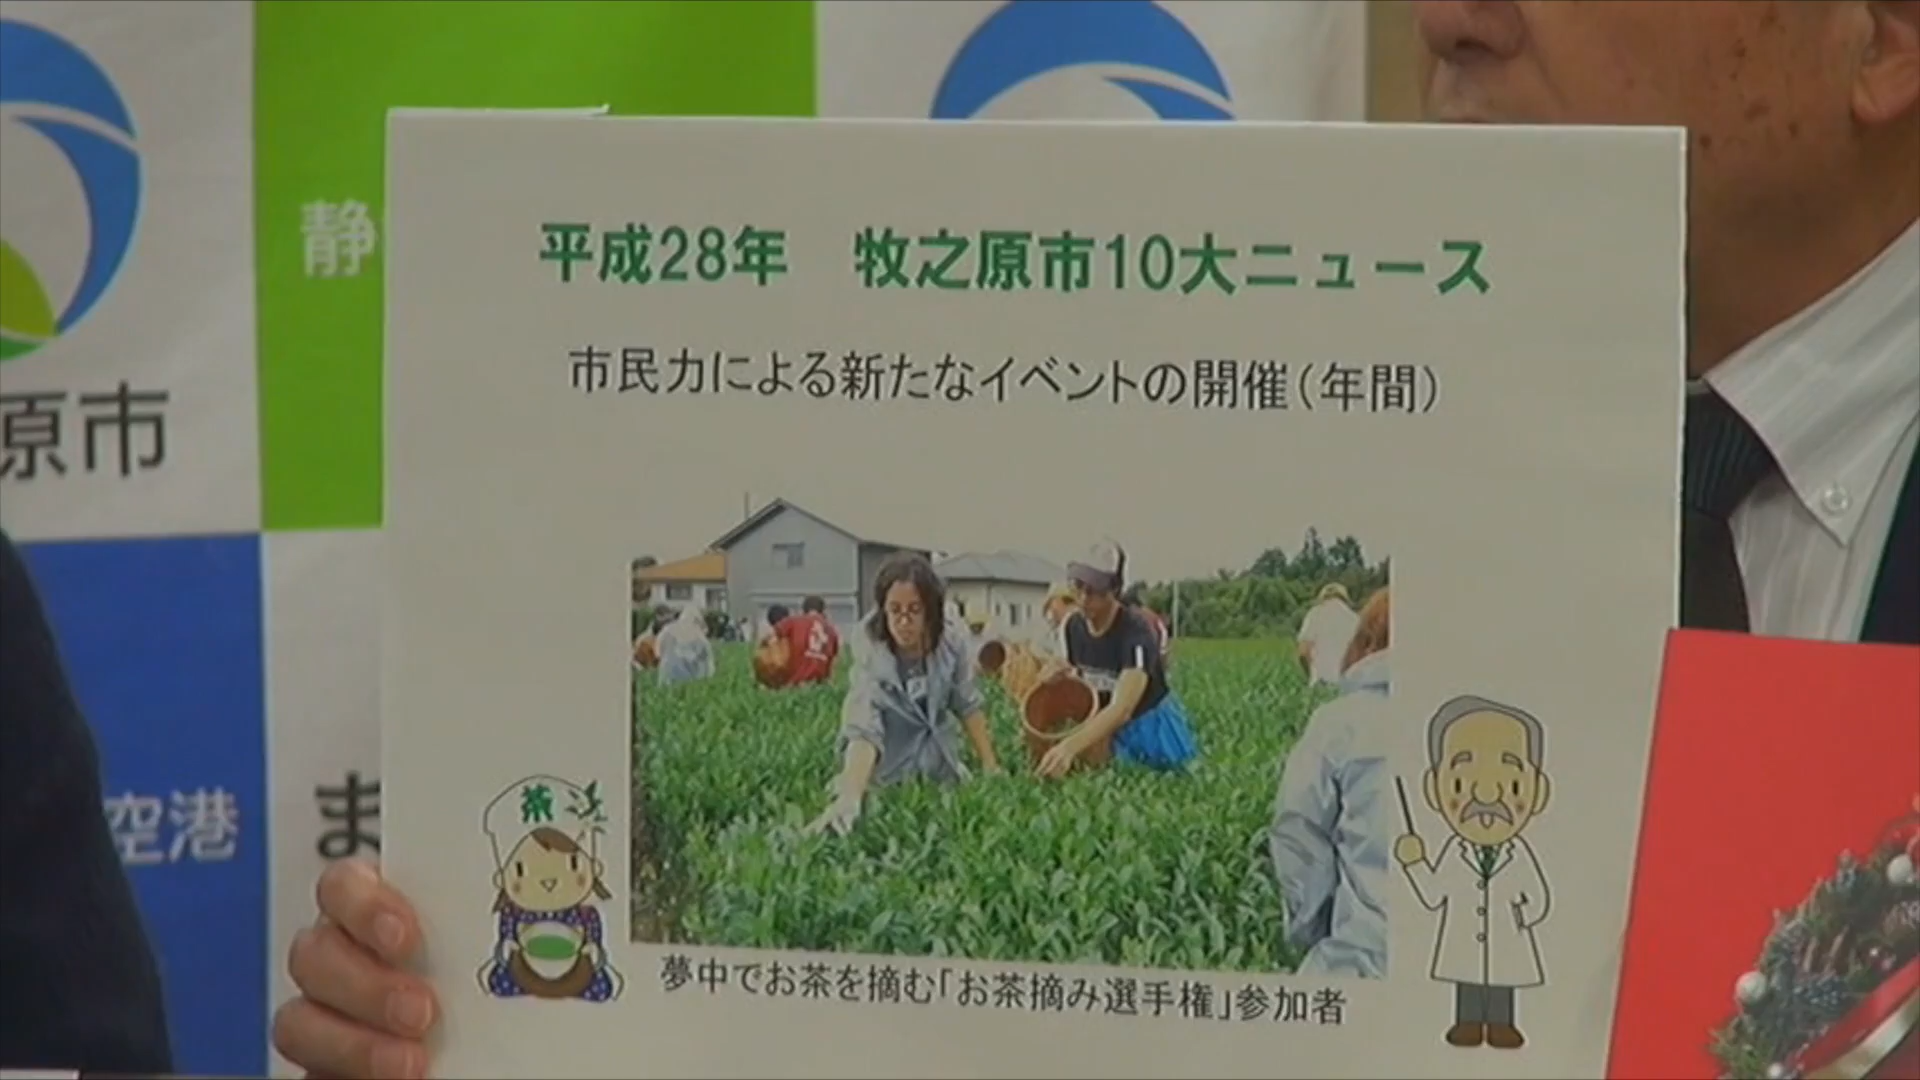 静
平成28年　牧之原市10大ニュース
市民力による新たなイベントの開催(年間)
原市
空港
ま
茶
夢中でお茶を摘む「お茶摘み選手権」参加者